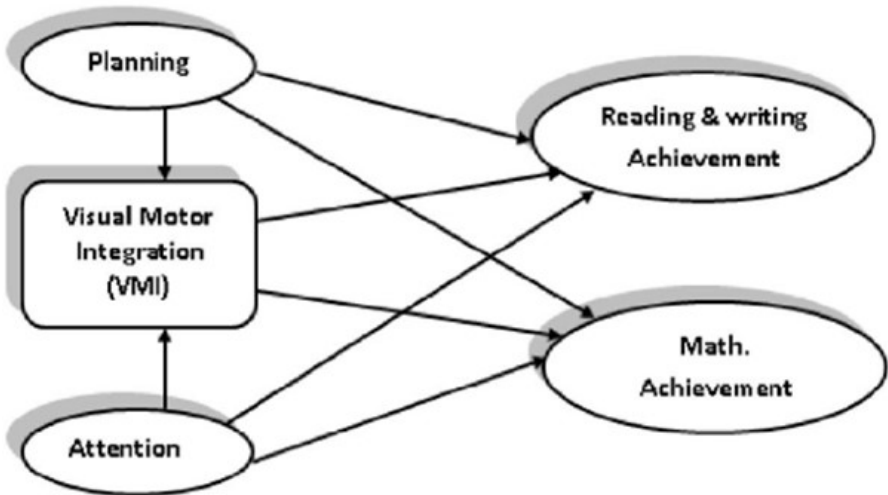 Planning
Reading & writing
Achievement
Visual Motor
Integration
(VMI)
Math.
Achievement
Attention